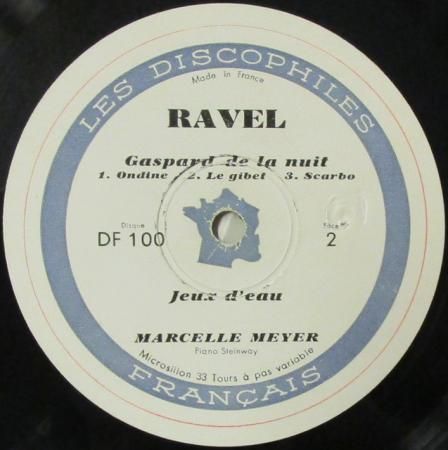 LES DISCOPHILES
Made in France
RAVEL
Gaspard de la nuit
1. Ondine - 2. Le gibet - 3. Scarbo
Disque Face
DF 100 2
Jeux d'eau
MARCELLE MEYER
Piano Steinway
Microsillon 33 Tours à pas variable
FRANÇAIS